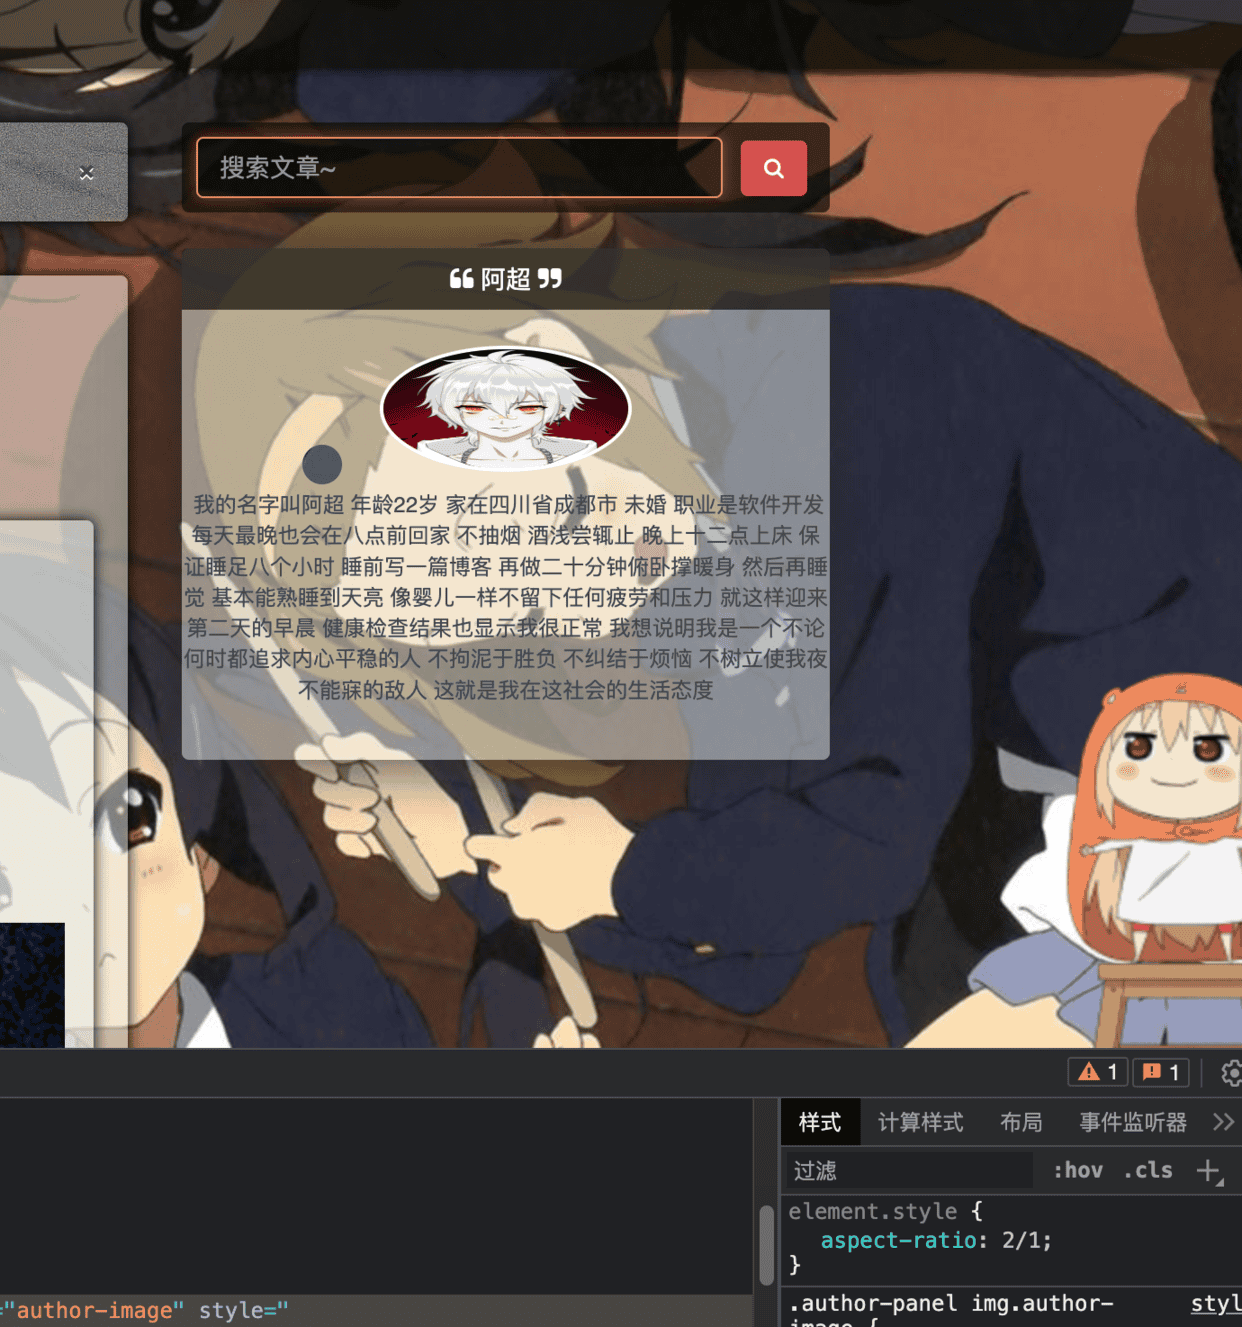 搜索文章~
阿超
我的名字叫阿超 年龄22岁 家在四川省成都市 未婚 职业是软件开发
每天最晚也会在八点前回家 不抽烟 酒浅尝辄止 晚上十二点上床 保
证睡足八个小时 睡前写一篇博客 再做二十分钟俯卧撑暖身 然后再睡
觉 基本能熟睡到天亮 像婴儿一样不留下任何疲劳和压力 就这样迎来
第二天的早晨 健康检查结果也显示我很正常 我想说明我是一个不论
何时都追求内心平稳的人 不拘泥于胜负 不纠结于烦恼 不树立使我夜
不能寐的敌人 这就是我在这社会的生活态度
1 1
样式 计算样式 布局 事件监听器
过滤 :hov .cls
element.style {
aspect-ratio: 2/1;
}
.author-panel img.author- styl
image {
="author-image" style="